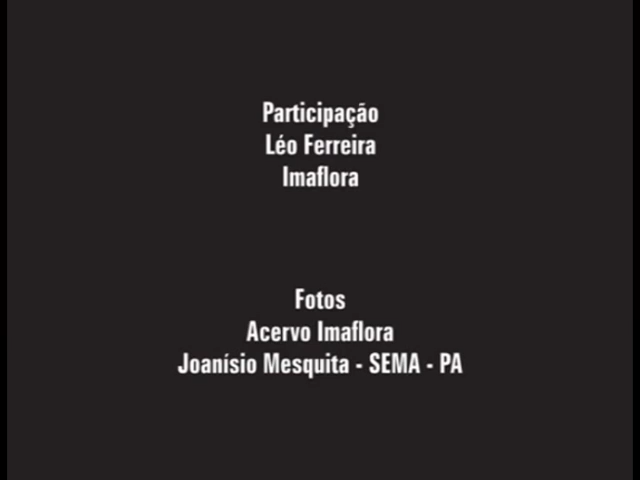 Participação
Léo Ferreira
Imaflora
Fotos
Acervo Imaflora
Joanísio Mesquita - SEMA - PA